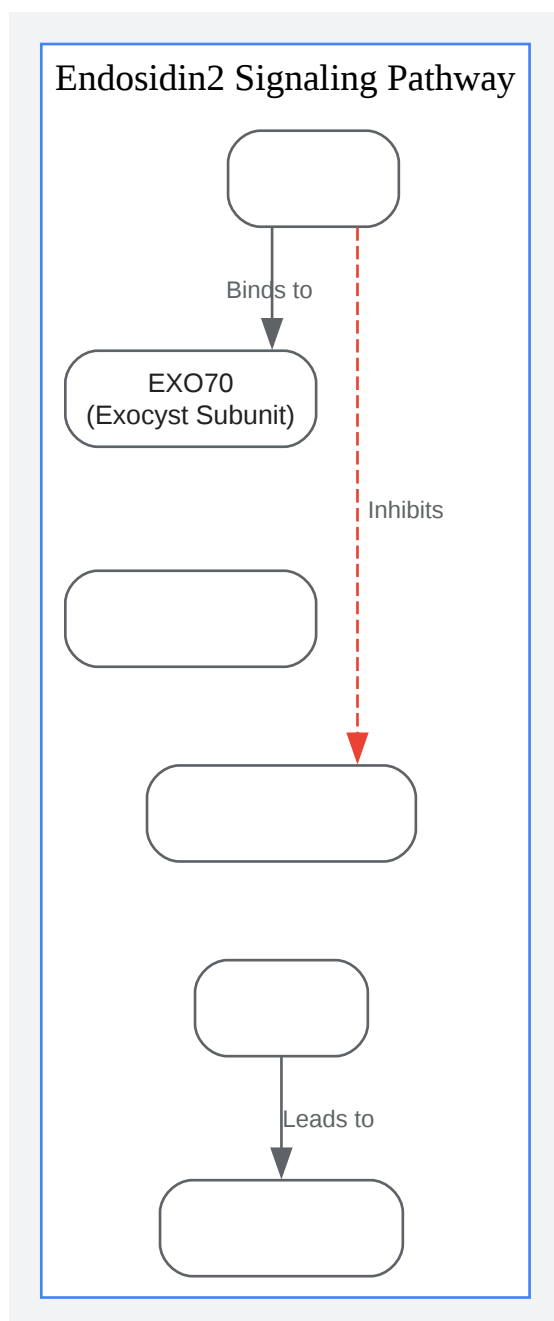 Endosidin2 Signaling Pathway
Binds to
EXO70
(Exocyst Subunit)
Inhibits
Leads to